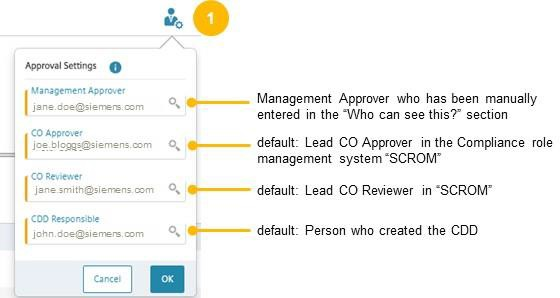 1
Approval Settings i
Management Approver
jane.doe@siemens.com
Management Approver who has been manually
entered in the “Who can see this?” section
CO Approver
joe.bloggs@siemens.com
default: Lead CO Approver in the Compliance role
management system “SCROM”
CO Reviewer
jane.smith@siemens.com
default: Lead CO Reviewer in “SCROM”
CDD Responsible
john.doe@siemens.com
default: Person who created the CDD
Cancel
OK